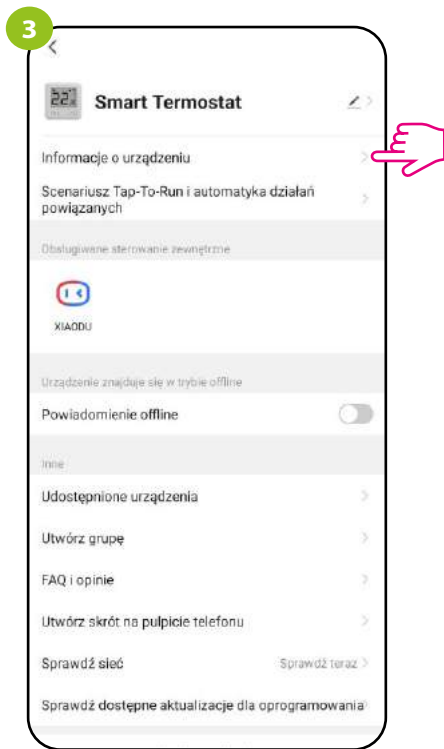 3
Smart Termostat
Informacje o urządzeniu
Scenariusz Tap-To-Run i automatyka działań
powiązanych
Obsługiwane sterowanie zewnętrzne
XIAODU
Urządzenie znajduje się w trybie offline
Powiadomienie offline
Inne
Udostępnione urządzenia
Utwórz grupę
FAQ i opinie
Utwórz skrót na pulpicie telefonu
Sprawdź sieć Sprawdź teraz
Sprawdź dostępne aktualizacje dla oprogramowania